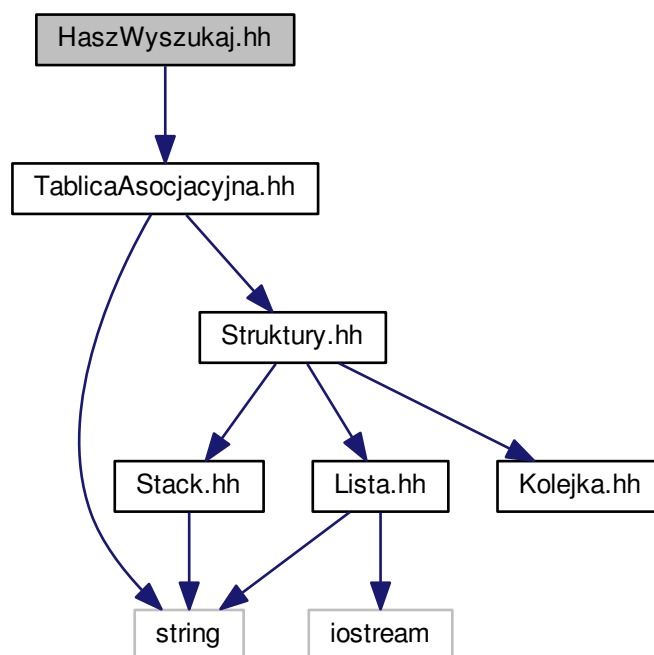 HaszWyszukaj.hh
TablicaAsocjacyjna.hh
Struktury.hh
Stack.hh
Lista.hh
Kolejka.hh
string
iostream